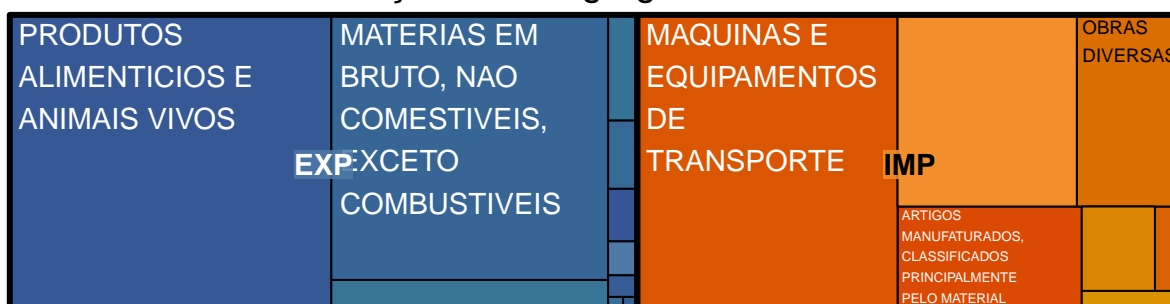 PRODUTOS
ALIMENTICIOS E
ANIMAIS VIVOS
EXP
MATERIAS EM
BRUTO, NAO
COMESTIVEIS,
EXCETO
COMBUSTIVEIS
MAQUINAS E
EQUIPAMENTOS
DE
TRANSPORTE
IMP
OBRAS
DIVERSAS
ARTIGOS
MANUFATURADOS,
CLASSIFICADOS
PRINCIPALMENTE
PELO MATERIAL